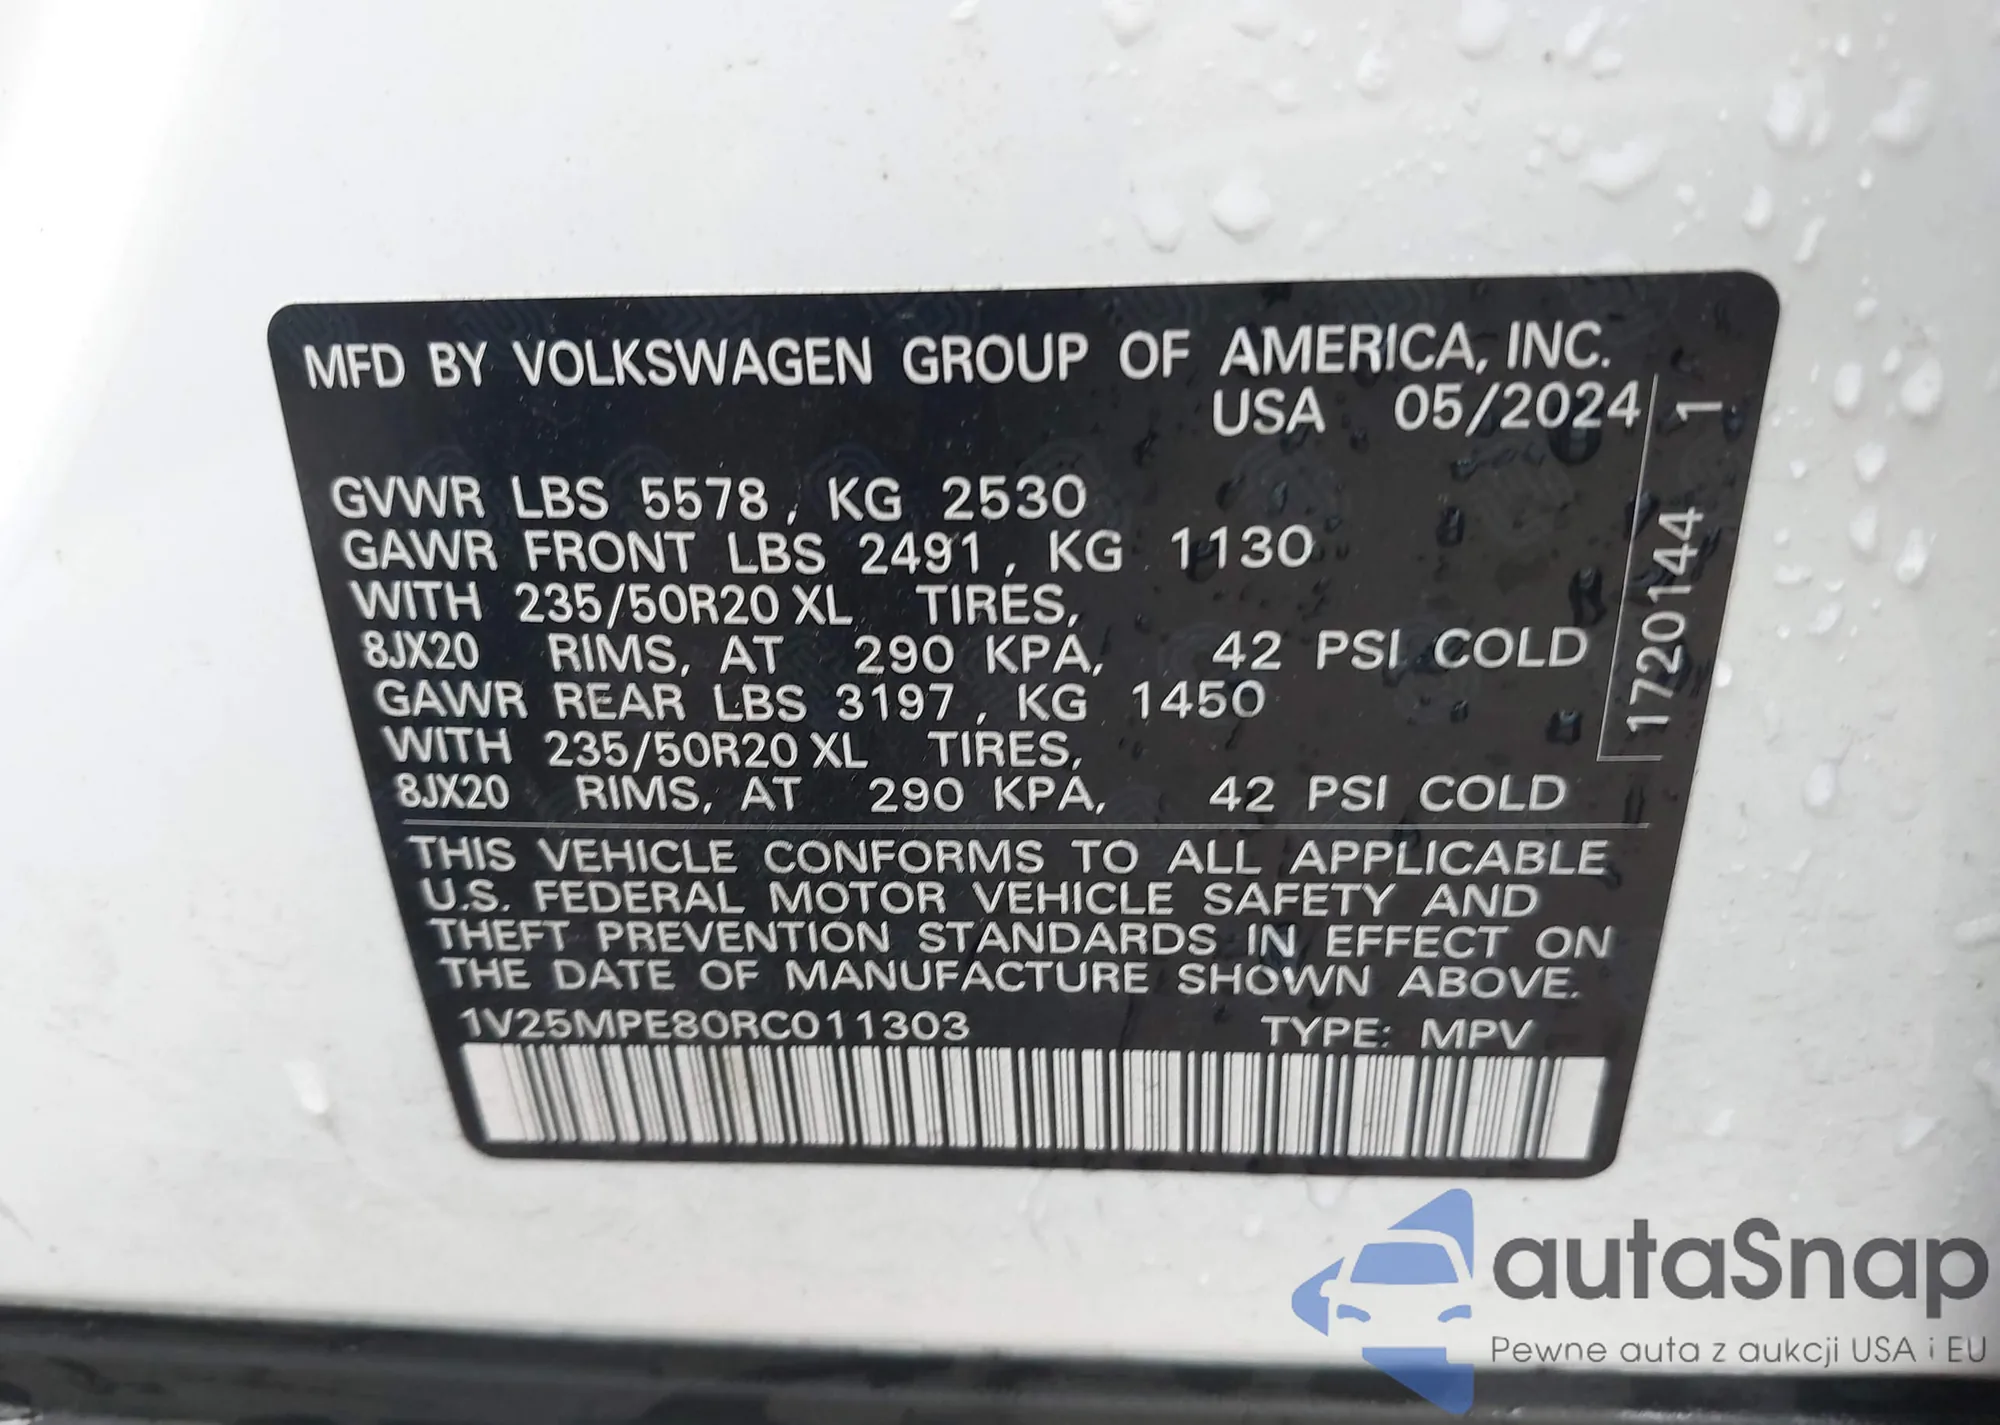 MFD BY VOLKSWAGEN GROUP OF AMERICA, INC.
USA 05/2024
GVWR LBS 5578, KG 2530
GAWR FRONT LBS 2491, KG 1130
WITH 235/50R20 XL TIRES,
8JX20 RIMS, AT 290 KPA, 42 PSI COLD
GAWR REAR LBS 3197, KG 1450
WITH 235/50R20 XL TIRES,
8JX20 RIMS, AT 290 KPA, 42 PSI COLD
1720144 1
THIS VEHICLE CONFORMS TO ALL APPLICABLE
U.S. FEDERAL MOTOR VEHICLE SAFETY AND
THEFT PREVENTION STANDARDS IN EFFECT ON
THE DATE OF MANUFACTURE SHOWN ABOVE.
1V25MPE80RC011303 TYPE: MPV
autaSnap
Pewne auta z aukcji USA i EU